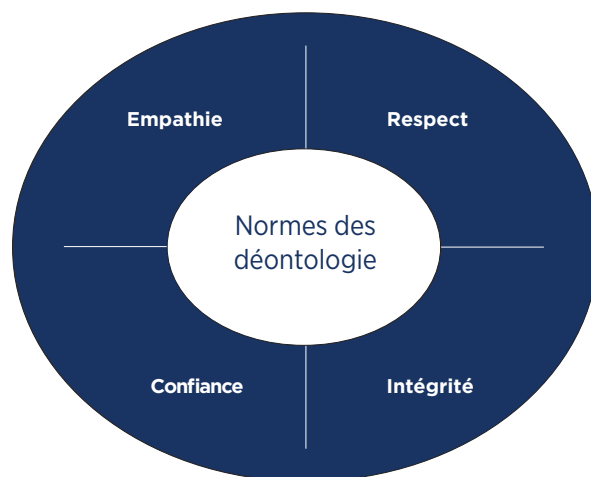 Empathie
Respect
Normes des
déontologie
Confiance
Intégrité